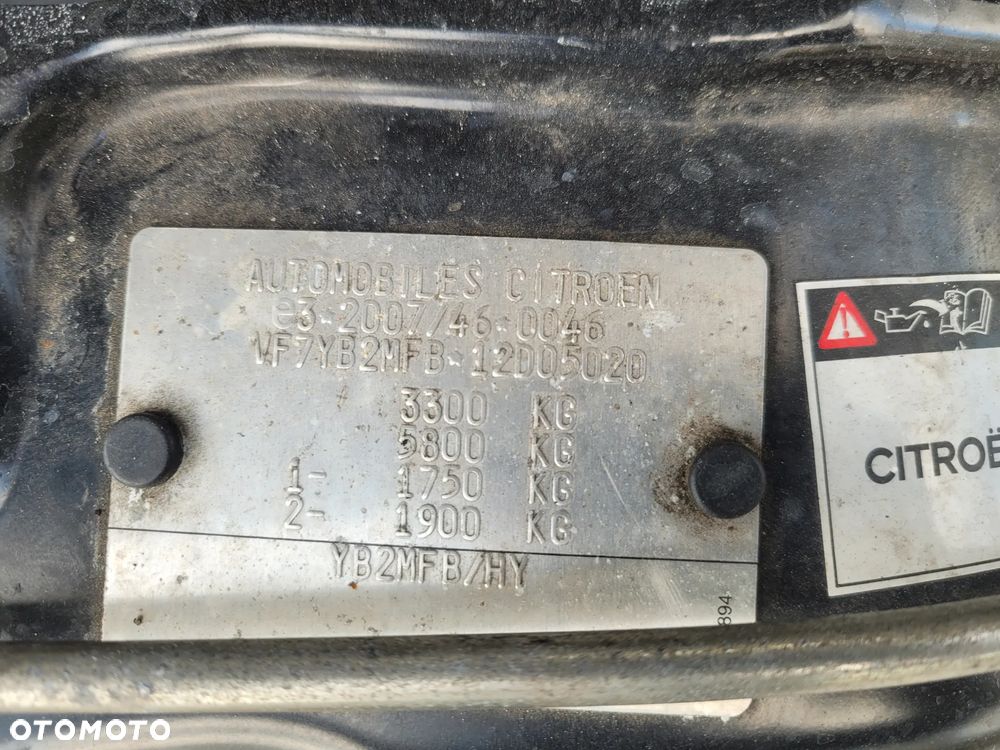 AUTOMOBILES CITROEN
e3*2007/46*0046
VF7YB2MFB*12D05020
3300 KG
5800 KG
1- 1750 KG
2- 1900 KG
YB2MFB/HY
894
CITROË
OTOMOTO